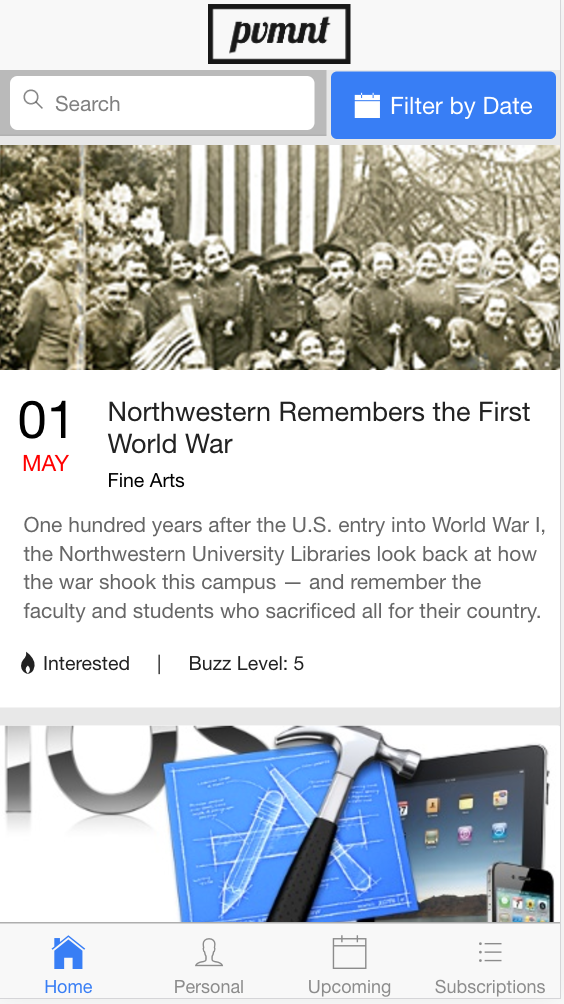 pvmnt
Search
Filter by Date
01
MAY
Northwestern Remembers the First
World War
Fine Arts
One hundred years after the U.S. entry into World War I,
the Northwestern University Libraries look back at how
the war shook this campus — and remember the
faculty and students who sacrificed all for their country.
Interested | Buzz Level: 5
iOS
Home
Personal
Upcoming
Subscriptions